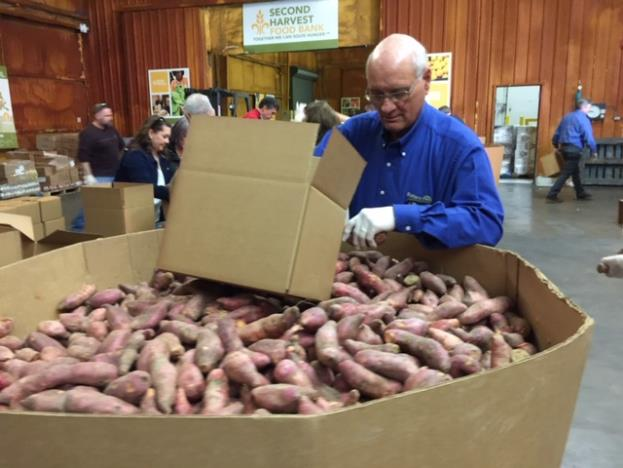 SECOND
HARVEST
FOOD BANK
TOGETHER WE CAN SOLVE HUNGER